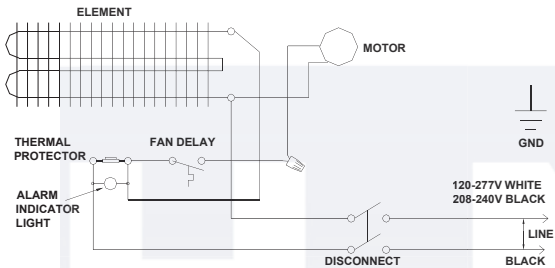 ELEMENT
MOTOR
GND
THERMAL
PROTECTOR
FAN DELAY
ALARM
INDICATOR
LIGHT
120-277V WHITE
208-240V BLACK
LINE
DISCONNECT
BLACK